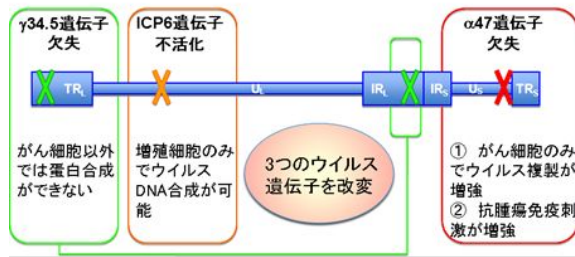 γ34.5遺伝子
欠失
ICP6遺伝子
不活化
α47遺伝子
欠失
TRL
UL
IRL
IRS
US
TRS
がん細胞以外
では蛋白合成
ができない
増殖細胞のみ
でウイルス
DNA合成が可
能
3つのウイルス
遺伝子を改変
① がん細胞のみ
でウイルス複製が
増強
② 抗腫瘍免疫刺
激が増強